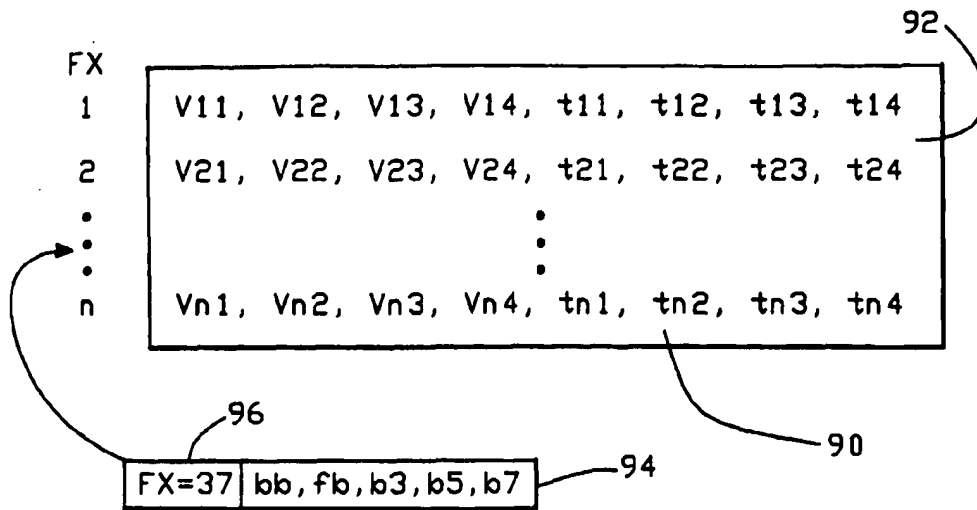 92
FX
1 V11, V12, V13, V14, t11, t12, t13, t14
2 V21, V22, V23, V24, t21, t22, t23, t24
n Vn1, Vn2, Vn3, Vn4, tn1, tn2, tn3, tn4
96
90
FX=37 bb, fb, b3, b5, b7 94